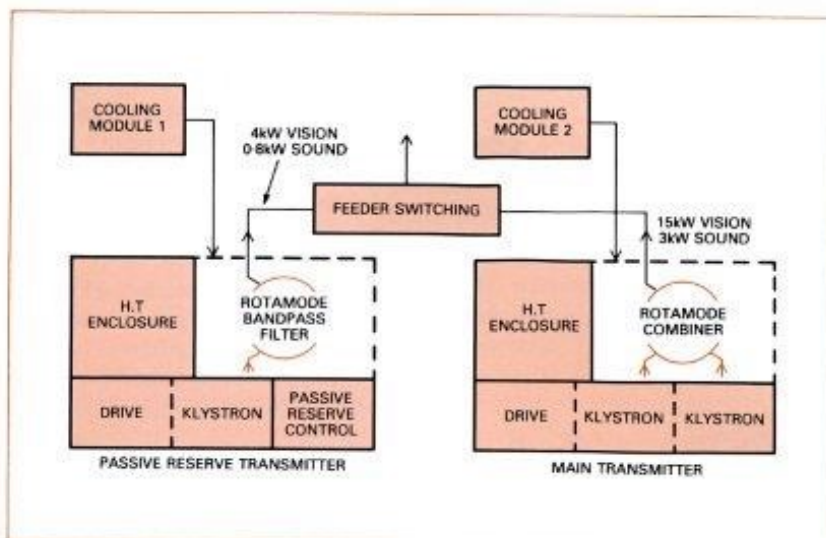 COOLING
MODULE 1
4kW VISION
0·8kW SOUND
COOLING
MODULE 2
FEEDER SWITCHING
15kW VISION
3kW SOUND
H.T
ENCLOSURE
ROTAMODE
BANDPASS
FILTER
H.T
ENCLOSURE
ROTAMODE
COMBINER
DRIVE
KLYSTRON
PASSIVE
RESERVE
CONTROL
DRIVE
KLYSTRON
KLYSTRON
PASSIVE RESERVE TRANSMITTER
MAIN TRANSMITTER